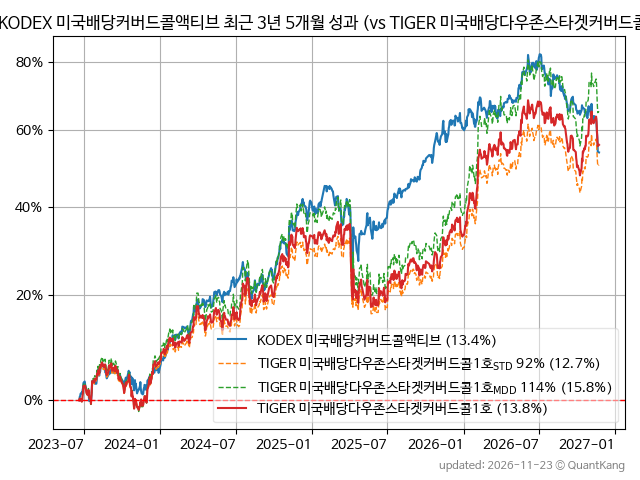 KODEX 미국배당커버드콜액티브 최근 3년 5개월 성과 (vs TIGER 미국배당다우존스타겟커버드콜
80%
60%
40%
20%
0%
KODEX 미국배당커버드콜액티브 (13.4%)
TIGER 미국배당다우존스타겟커버드콜1호STD 92% (12.7%)
TIGER 미국배당다우존스타겟커버드콜1호MDD 114% (15.8%)
TIGER 미국배당다우존스타겟커버드콜1호 (13.8%)
2023-07 2024-01 2024-07 2025-01 2025-07 2026-01 2026-07 2027-01
updated: 2026-11-23 ⓒ QuantKang